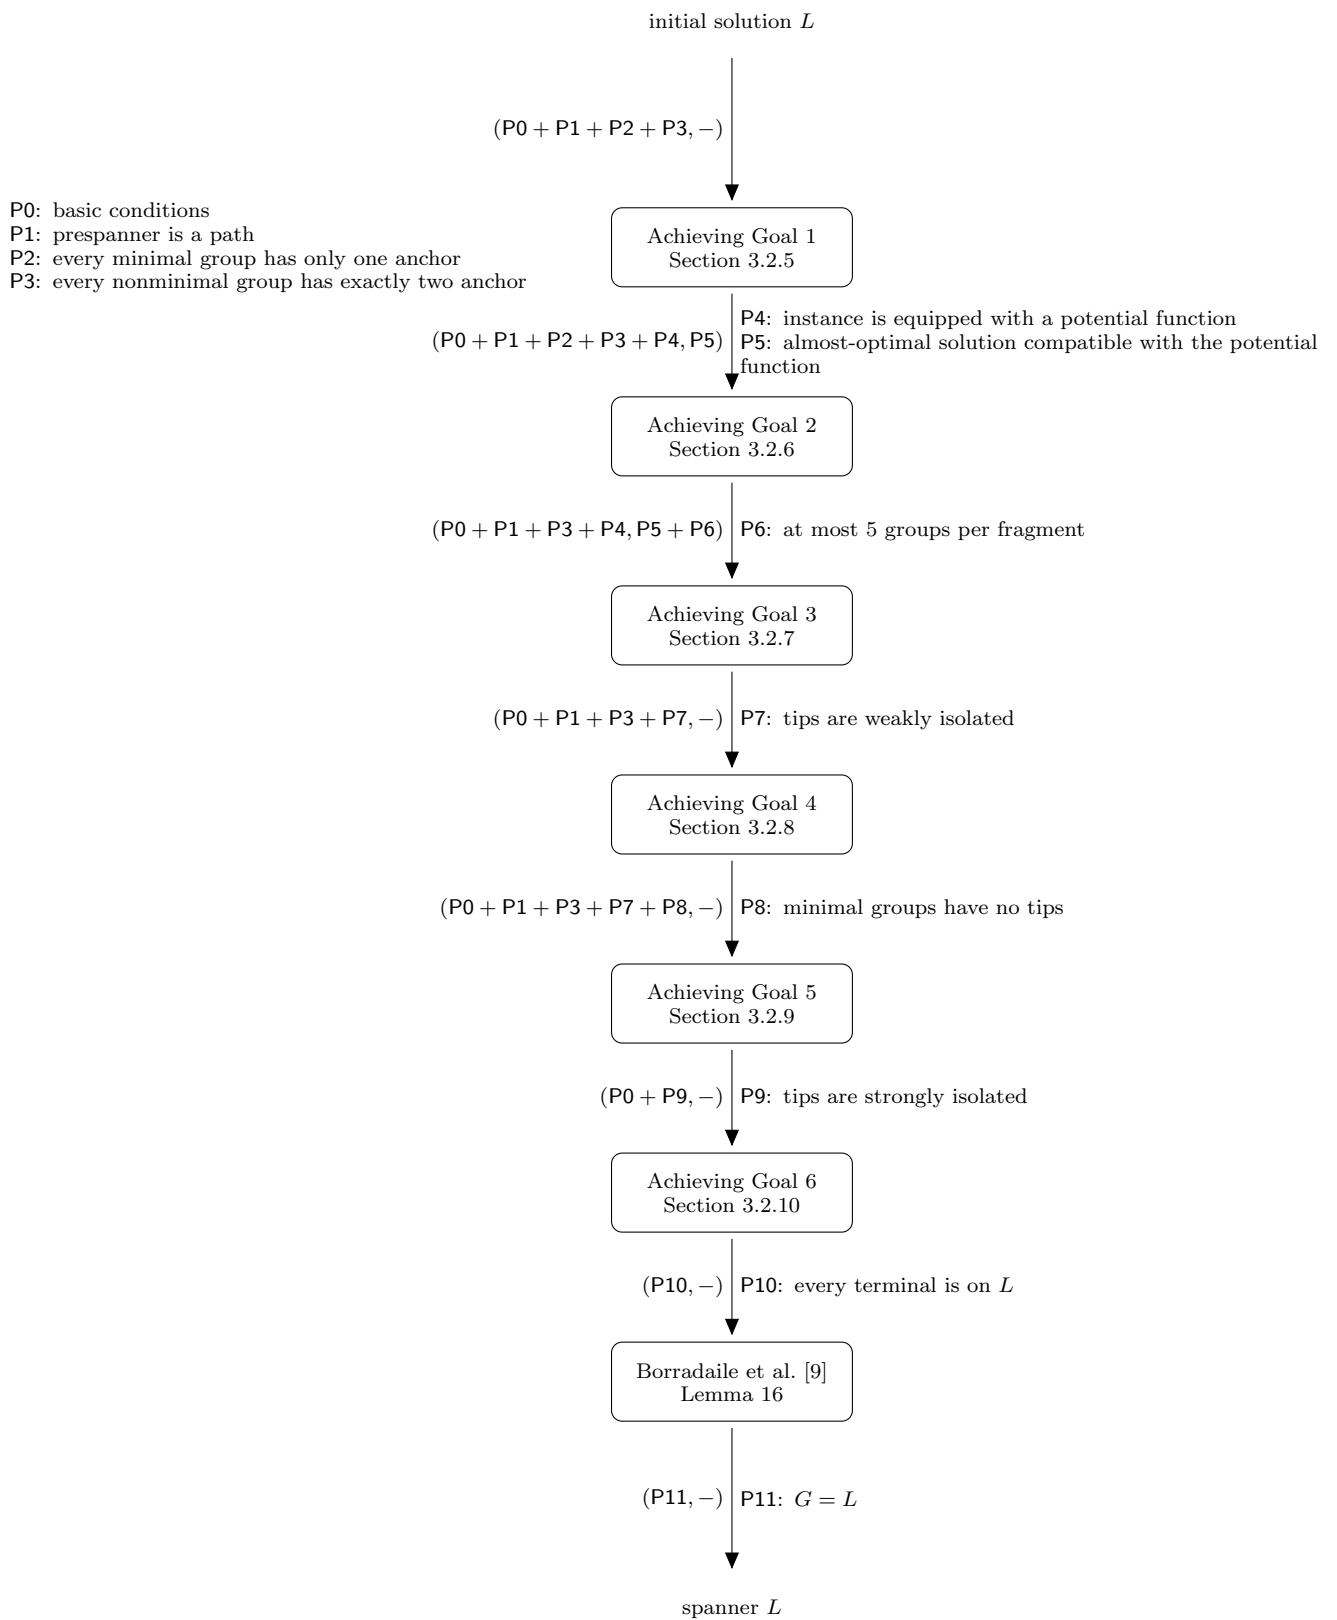 initial solution L
(P0 + P1 + P2 + P3, −)
P0: basic conditions
P1: prespanner is a path
P2: every minimal group has only one anchor
P3: every nonminimal group has exactly two anchor
Achieving Goal 1
Section 3.2.5
(P0 + P1 + P2 + P3 + P4, P5)
P4: instance is equipped with a potential function
P5: almost-optimal solution compatible with the potential
function
Achieving Goal 2
Section 3.2.6
(P0 + P1 + P3 + P4, P5 + P6)
P6: at most 5 groups per fragment
Achieving Goal 3
Section 3.2.7
(P0 + P1 + P3 + P7, −)
P7: tips are weakly isolated
Achieving Goal 4
Section 3.2.8
(P0 + P1 + P3 + P7 + P8, −)
P8: minimal groups have no tips
Achieving Goal 5
Section 3.2.9
(P0 + P9, −)
P9: tips are strongly isolated
Achieving Goal 6
Section 3.2.10
(P10, −)
P10: every terminal is on L
Borradaile et al. [9]
Lemma 16
(P11, −)
P11: G = L
spanner L